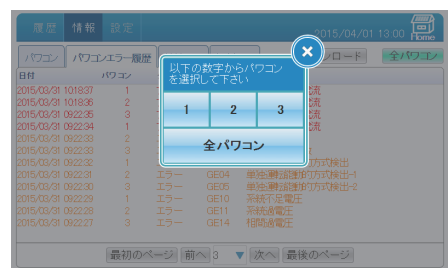 履歴 情報 設定 2015/04/01 13:00 Home
パワコン パワコンエラー履歴 ロード 全パワコン
日付 パワコン
以下の数字からパワコン
を選択して下さい
1 2 3
全パワコン
2015/03/31 10:18:37 1
2015/03/31 10:18:36 2
2015/03/31 09:22:35 3
2015/03/31 09:22:34 1
2015/03/31 09:22:33 2
2015/03/31 09:22:33 3
2015/03/31 09:22:32 1 的方式検出
2015/03/31 09:22:31 2 エラー GE04 単独運転能動的方式検出-1
2015/03/31 09:22:30 3 エラー GE05 単独運転能動的方式検出-2
2015/03/31 09:22:29 1 エラー GE10 系統不足電圧
2015/03/31 09:22:28 2 エラー GE11 系統過電圧
2015/03/31 09:22:27 3 エラー GE14 相間過電圧
最初のページ 前へ 3 ▼ 次へ 最後のページ